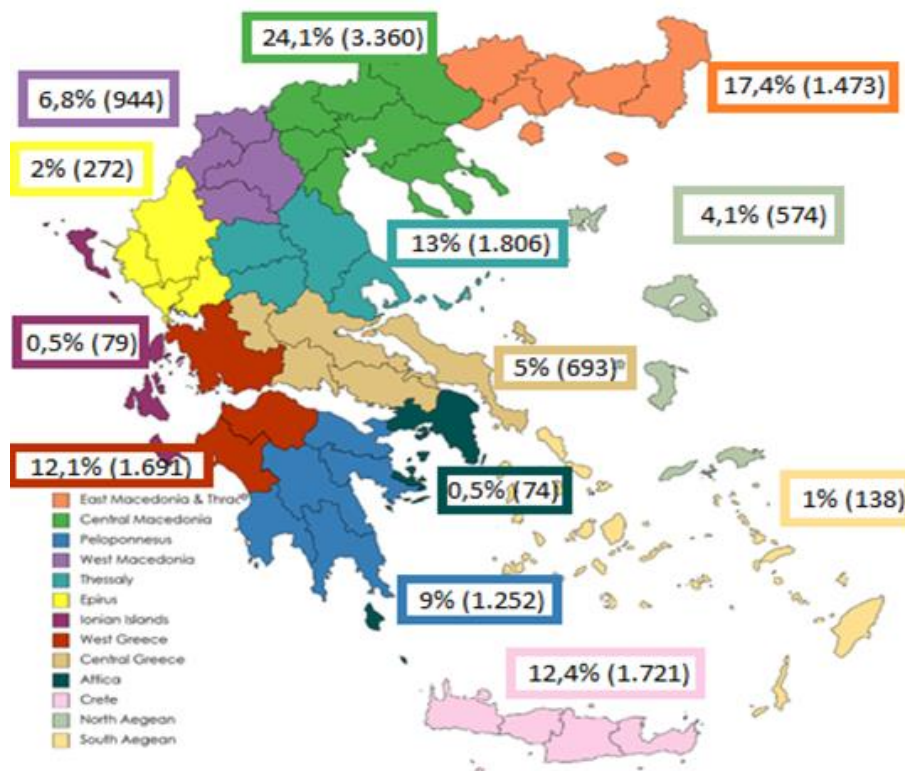 24,1% (3.360)
6,8% (944)
17,4% (1.473)
2% (272)
4,1% (574)
13% (1.806)
0,5% (79)
5% (693)
12,1% (1.691)
0,5% (74)
1% (138)
9% (1.252)
12,4% (1.721)
East Macedonia & Thrac
Central Macedonia
Peloponnesus
West Macedonia
Thessaly
Epirus
Ionian Islands
West Greece
Central Greece
Attica
Crete
North Aegean
South Aegean